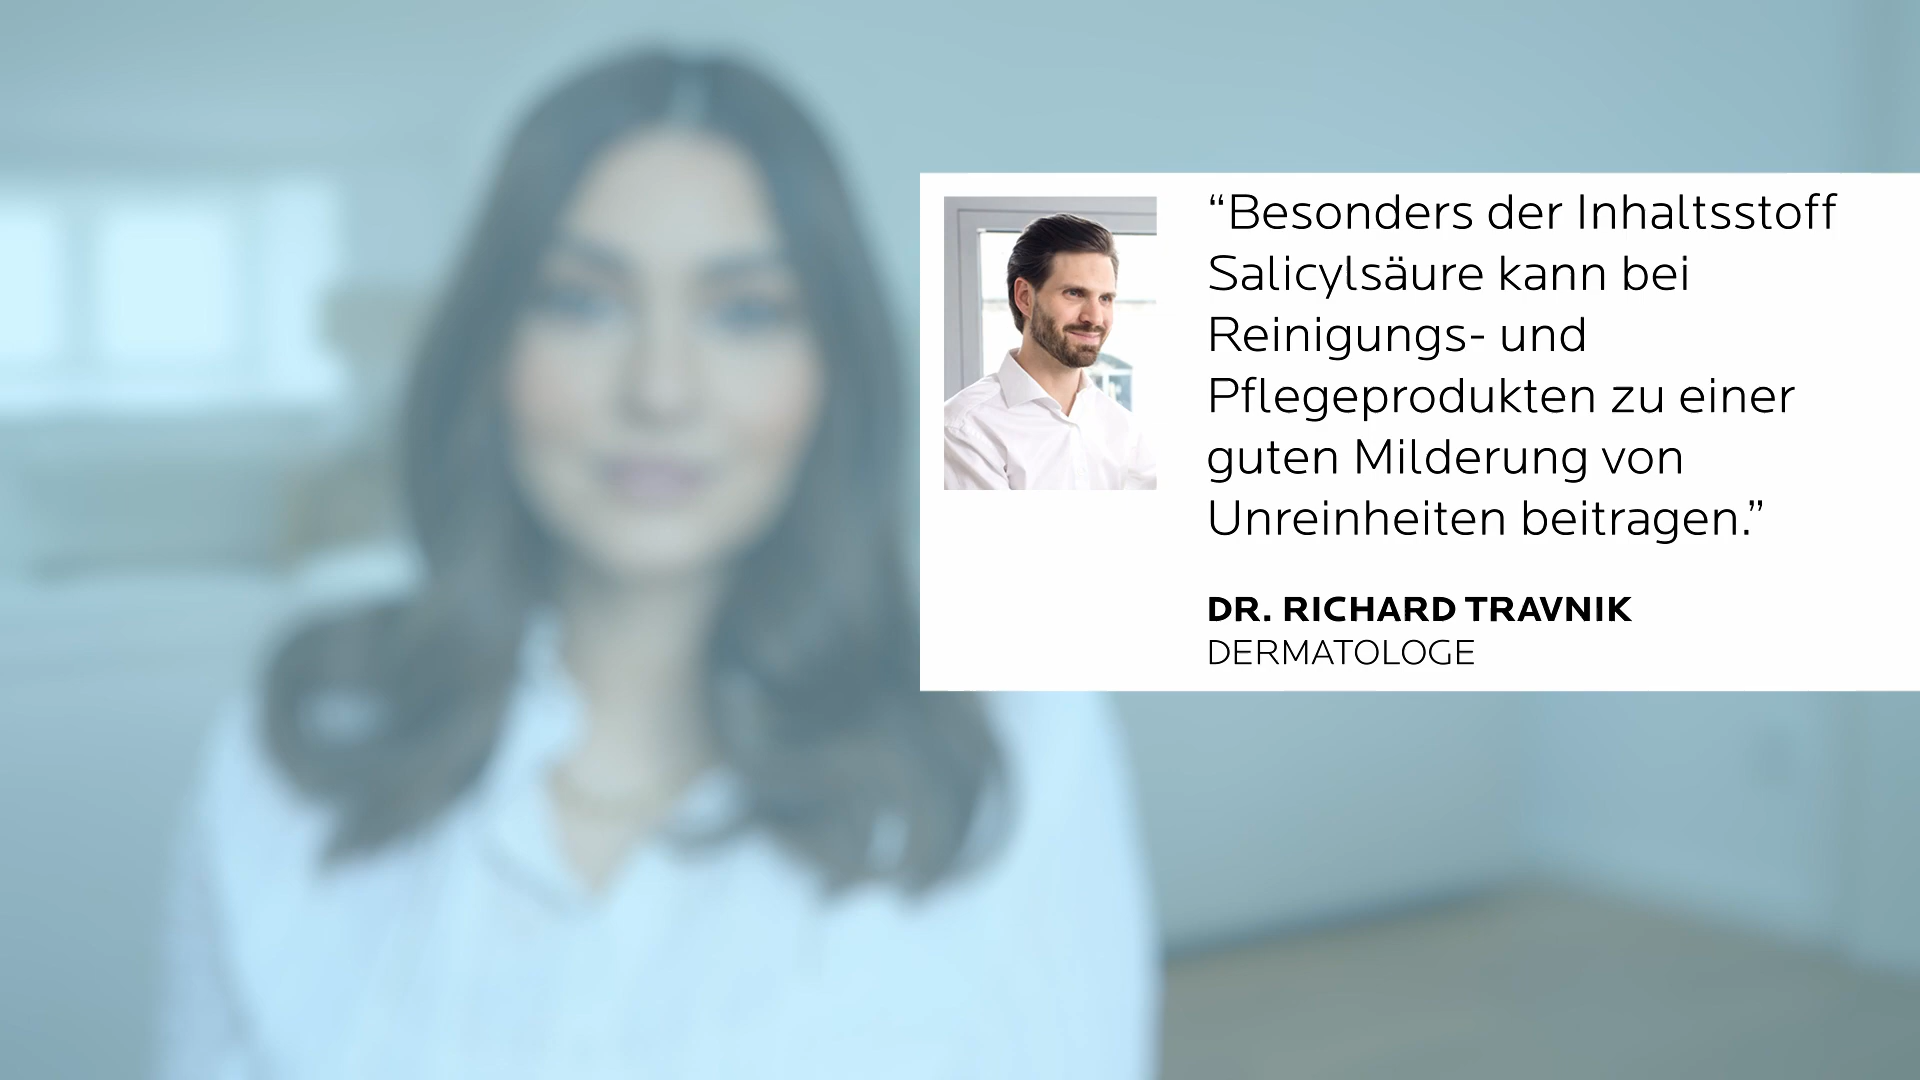 “Besonders der Inhaltsstoff
Salicylsäure kann bei
Reinigungs- und
Pflegeprodukten zu einer
guten Milderung von
Unreinheiten beitragen.”
DR. RICHARD TRAVNIK
DERMATOLOGE